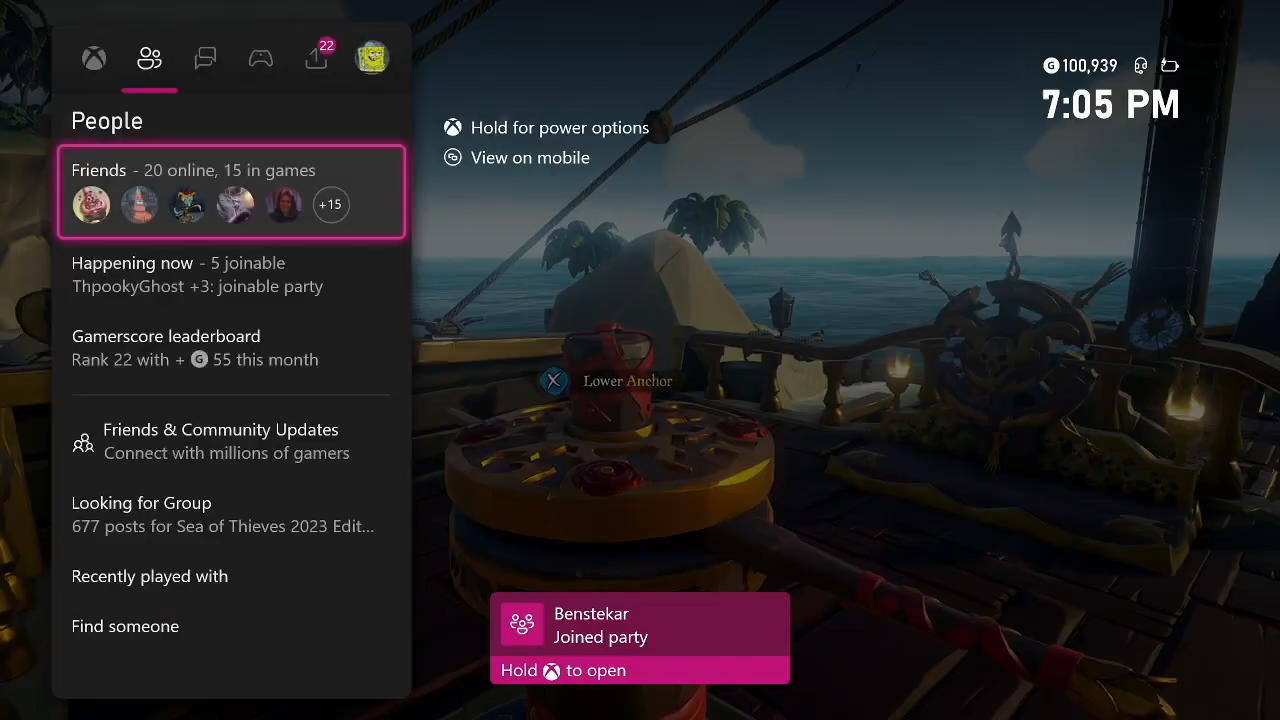 22
People
Friends - 20 online, 15 in games
+15
Happening now - 5 joinable
ThpookyGhost +3: joinable party
Gamerscore leaderboard
Rank 22 with + G 55 this month
Friends & Community Updates
Connect with millions of gamers
Looking for Group
677 posts for Sea of Thieves 2023 Edit...
Recently played with
Find someone
Hold for power options
View on mobile
G 100,939
7:05 PM
X Lower Anchor
Benstekar
Joined party
Hold to open